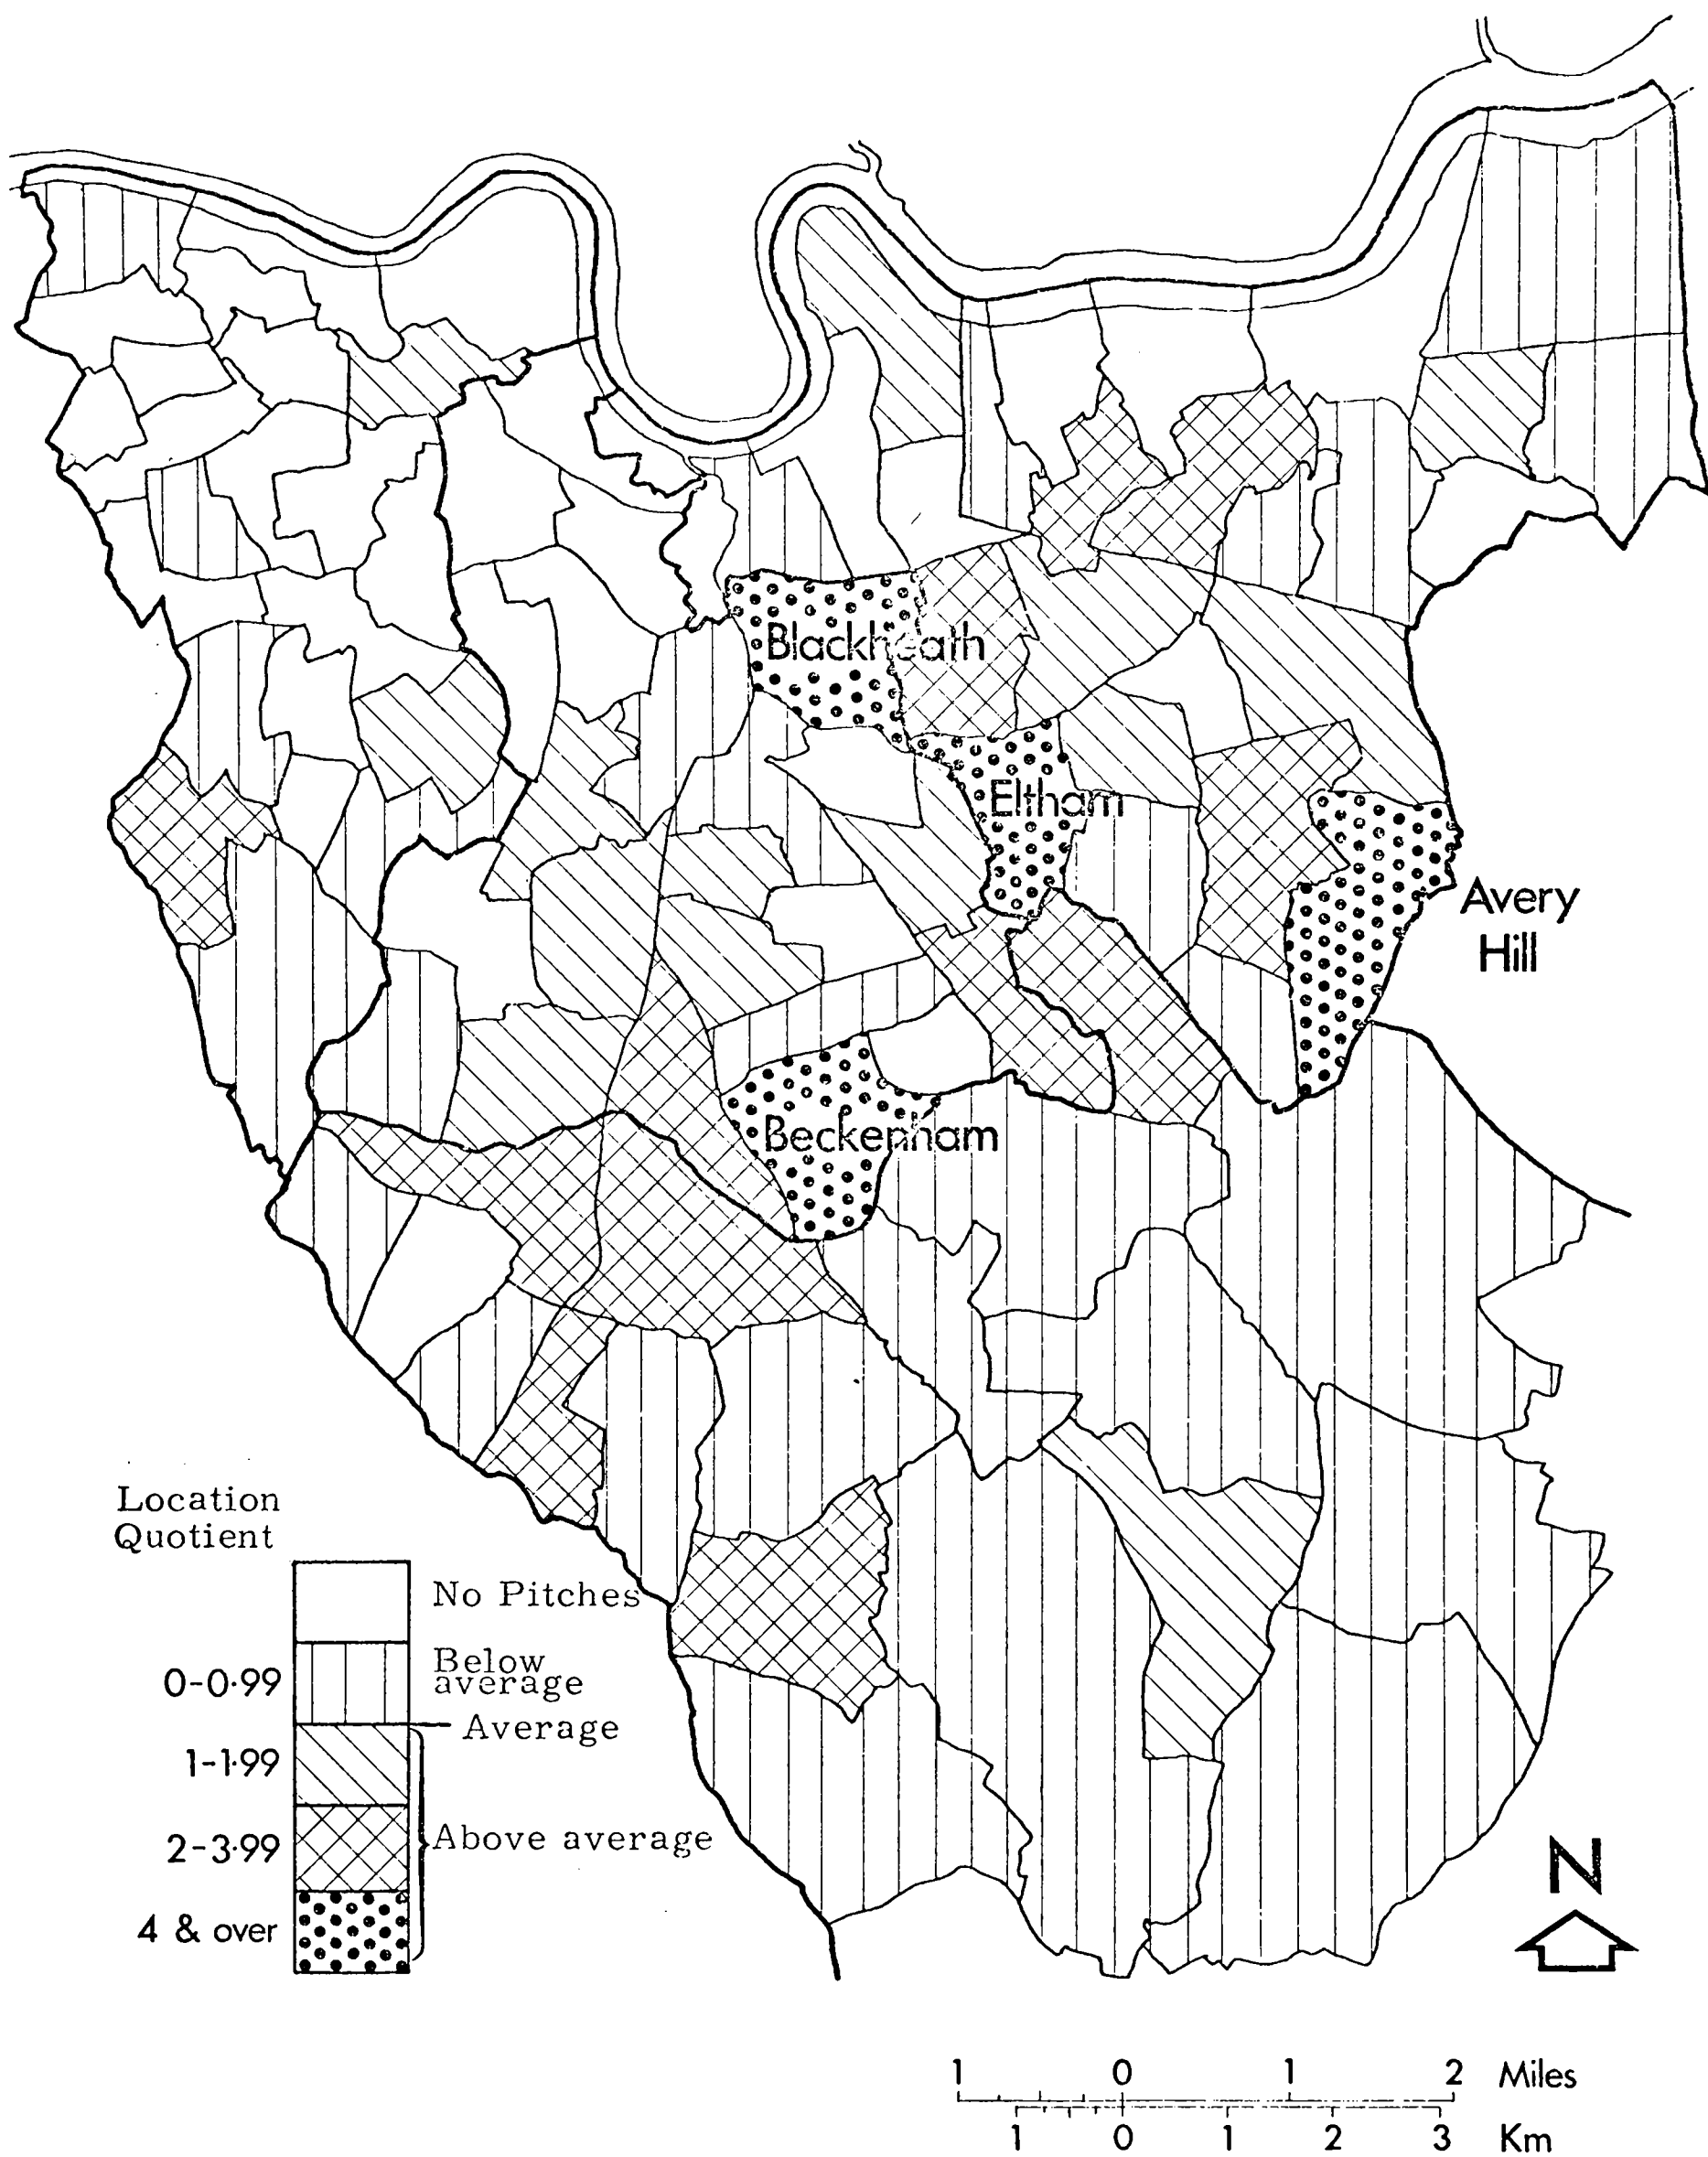 Blackheath
Eltham
Avery
Hill
Beckenham
Location
Quotient
No Pitches
0-0·99
Below
average
Average
1-1·99
2-3·99
Above average
4 & over
N
1 0 1 2 Miles
1 0 1 2 3 Km